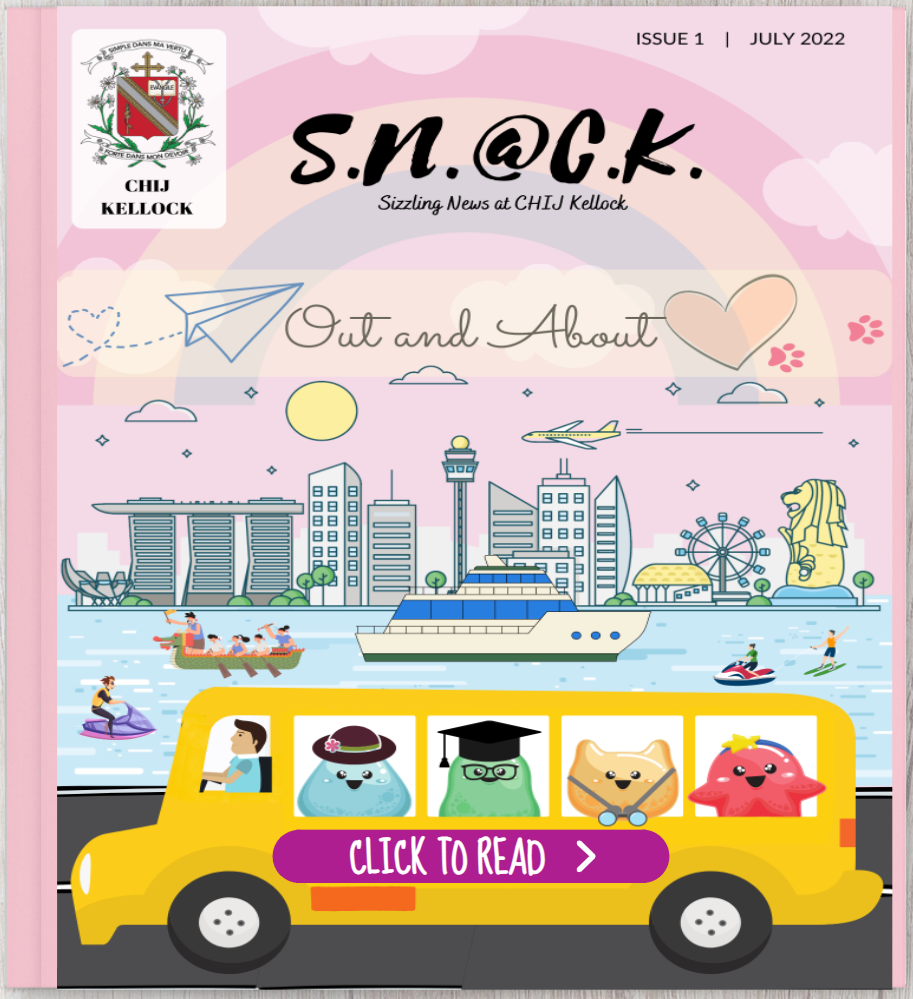 SIMPLE DANS MA VERTU
EVANGILE
FORTE DANS MON DEVOIR
CHIJ
KELLOCK
ISSUE 1 | JULY 2022
S.N.@C.K.
Sizzling News at CHIJ Kellock
Out and About
CLICK TO READ >